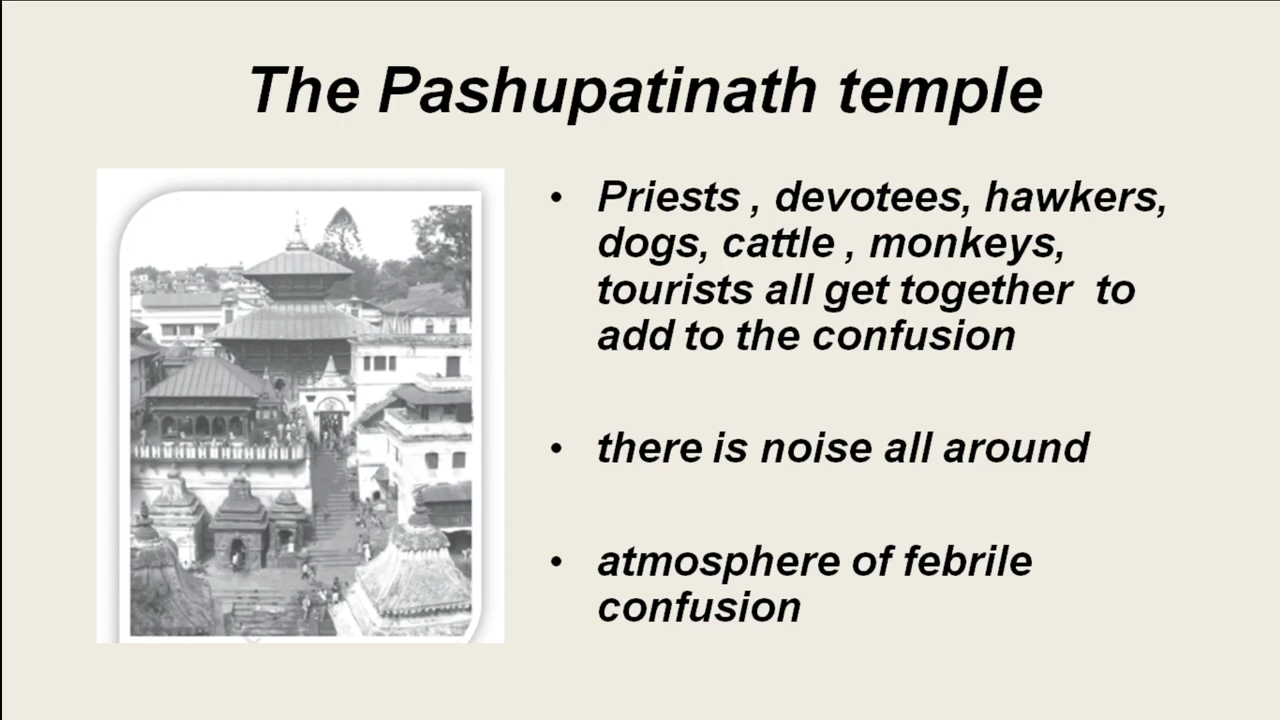 The Pashupatinath temple
• Priests , devotees, hawkers,
dogs, cattle , monkeys,
tourists all get together  to
add to the confusion
• there is noise all around
• atmosphere of febrile
confusion